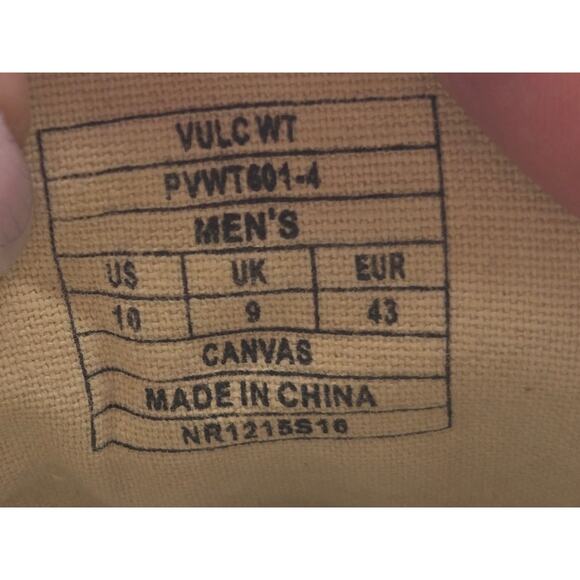 VULC WT
PVWT601-4
MEN'S
US UK EUR
10 9 43
CANVAS
MADE IN CHINA
NR1215S16